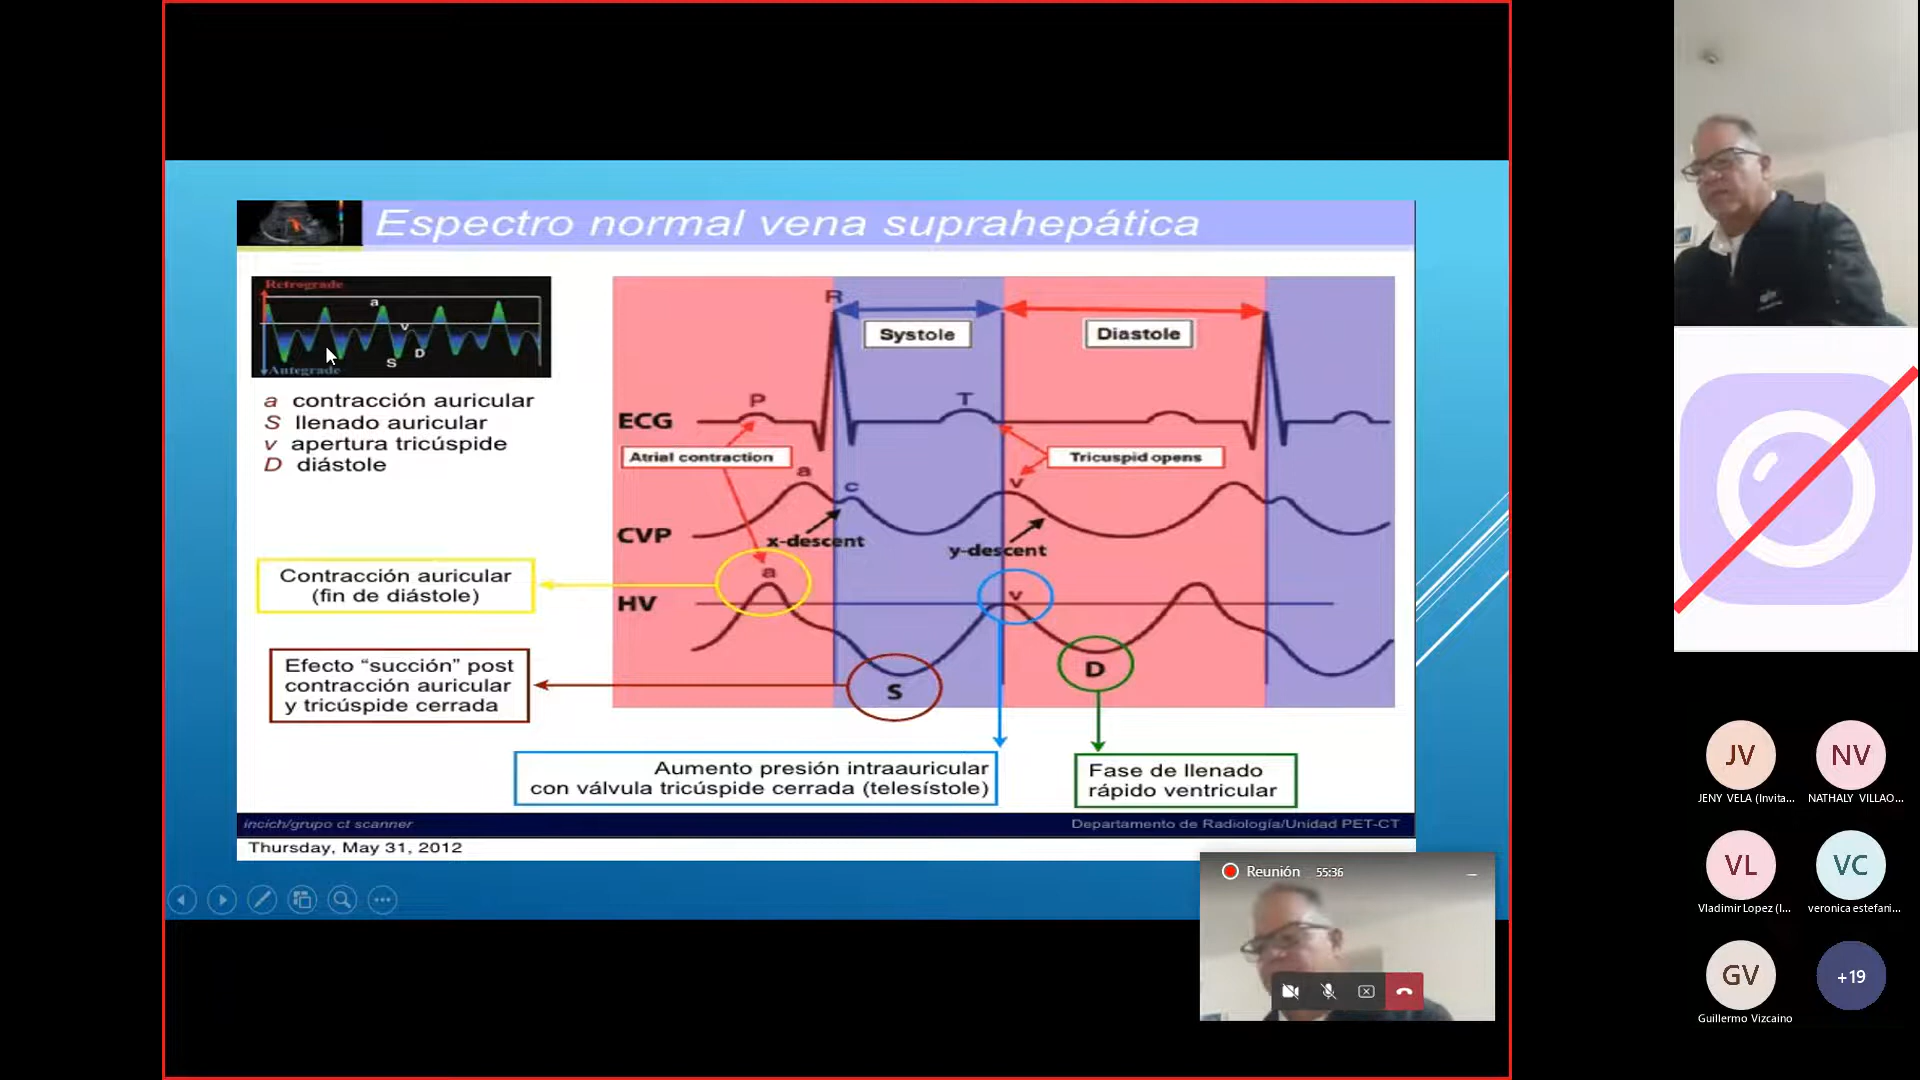 Espectro normal vena suprahepática
Retrograde
a
v
S
D
Antegrade
a contracción auricular
S llenado auricular
v apertura tricúspide
D diástole
R
Systole
Diastole
P
T
ECG
Atrial contraction
Tricuspid opens
a
c
v
CVP
x-descent
y-descent
a
HV
v
S
D
Contracción auricular
(fin de diástole)
Efecto “succión” post
contracción auricular
y tricúspide cerrada
Aumento presión intraauricular
con válvula tricúspide cerrada (telesístole)
Fase de llenado
rápido ventricular
incich/grupo ct scanner
Departamento de Radiología/Unidad PET-CT
Thursday, May 31, 2012
Reunión 55:36
JV
JENY VELA (Invita...
NV
NATHALY VILLAO...
VL
Vladimir Lopez (I...
VC
veronica estefani...
GV
Guillermo Vizcaino
+19